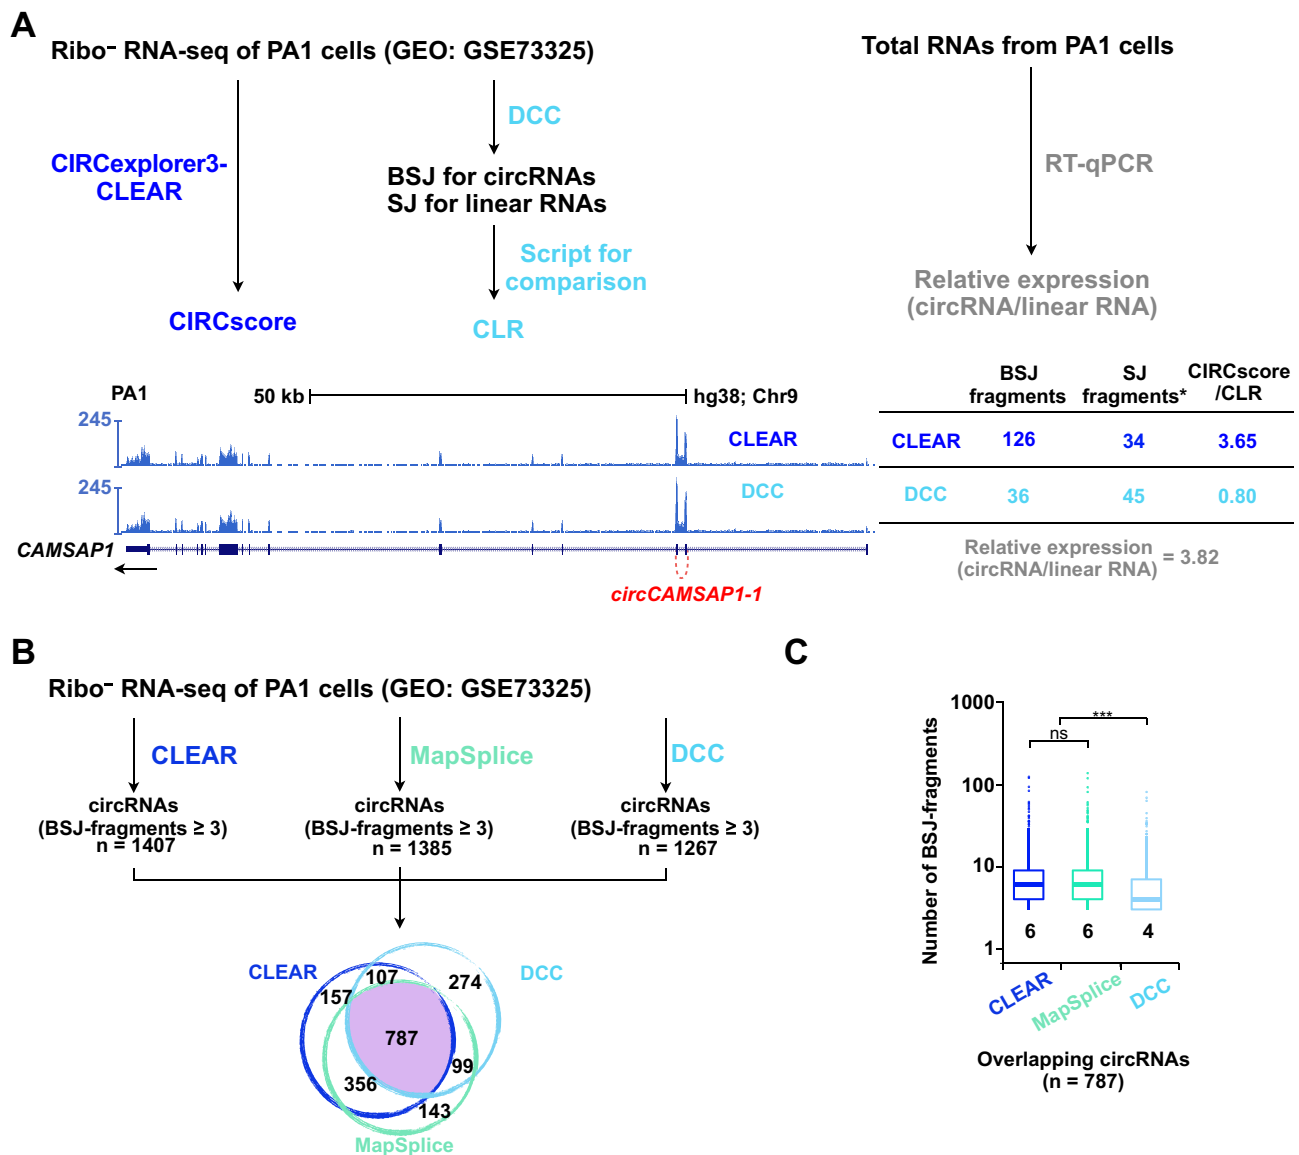 A
Ribo⁻ RNA-seq of PA1 cells (GEO: GSE73325)
Total RNAs from PA1 cells
CIRCexplorer3-
CLEAR
DCC
BSJ for circRNAs
SJ for linear RNAs
RT-qPCR
Script for
comparison
CIRCscore
CLR
Relative expression
(circRNA/linear RNA)
PA1
50 kb
hg38; Chr9
245
CLEAR
245
DCC
CAMSAP1
circCAMSAP1-1
BSJ
fragments
SJ
fragments*
CIRCscore
/CLR
CLEAR 126 34 3.65
DCC 36 45 0.80
Relative expression
(circRNA/linear RNA) = 3.82
B
Ribo⁻ RNA-seq of PA1 cells (GEO: GSE73325)
CLEAR
MapSplice
DCC
circRNAs
(BSJ-fragments ≥ 3)
n = 1407
circRNAs
(BSJ-fragments ≥ 3)
n = 1385
circRNAs
(BSJ-fragments ≥ 3)
n = 1267
CLEAR
DCC
107
274
157
787
99
356
143
MapSplice
C
Number of BSJ-fragments
1000
100
10
1
***
ns
6
6
4
CLEAR
MapSplice
DCC
Overlapping circRNAs
(n = 787)